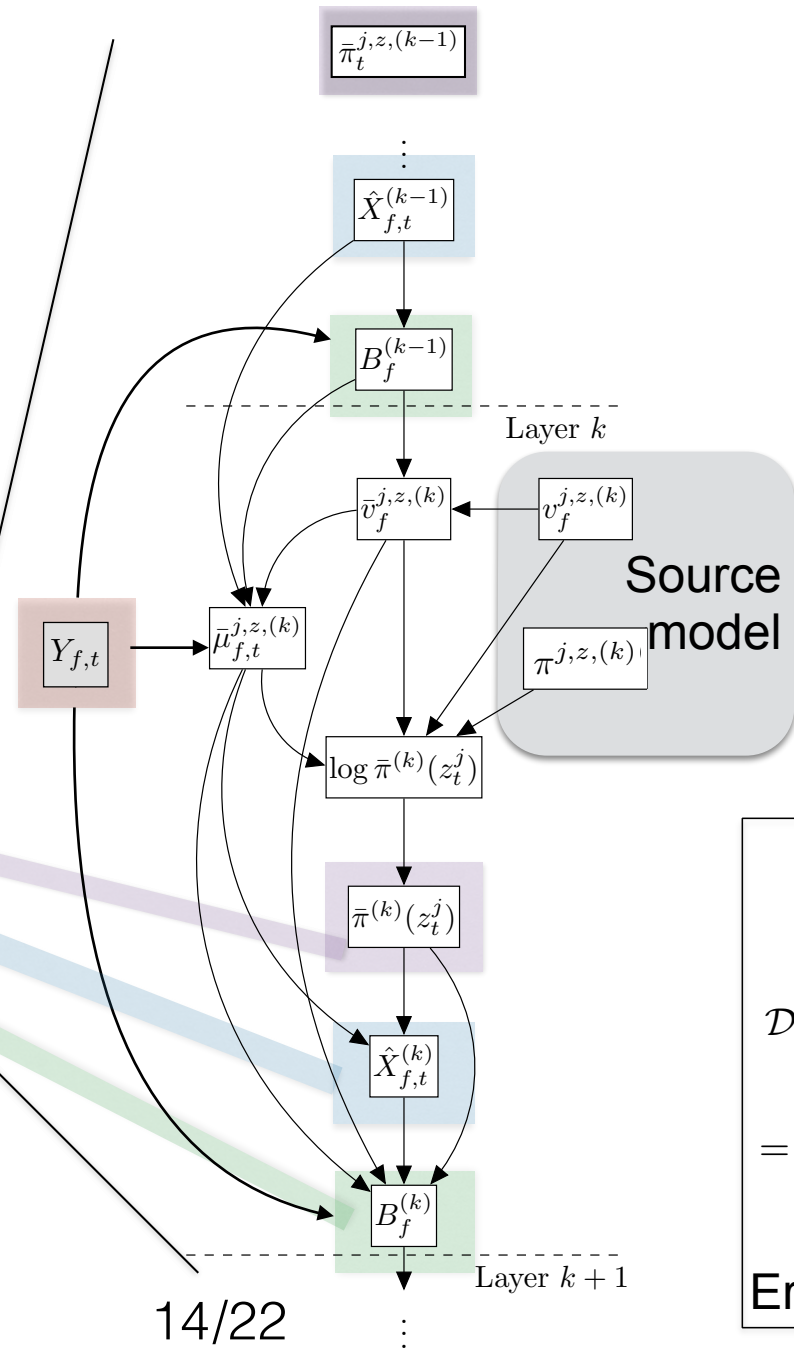 π̄_t^{j,z,(k−1)}
⋮
X̂_{f,t}^{(k−1)}
B_f^{(k−1)}
Layer k
v̄_f^{j,z,(k)}
v_f^{j,z,(k)}
Source
model
Y_{f,t}
μ̄_{f,t}^{j,z,(k)}
π^{j,z,(k)}
log π̄^{(k)}(z_t^j)
π̄^{(k)}(z_t^j)
X̂_{f,t}^{(k)}
𝒟
=
B_f^{(k)}
Layer k + 1
14/22
⋮